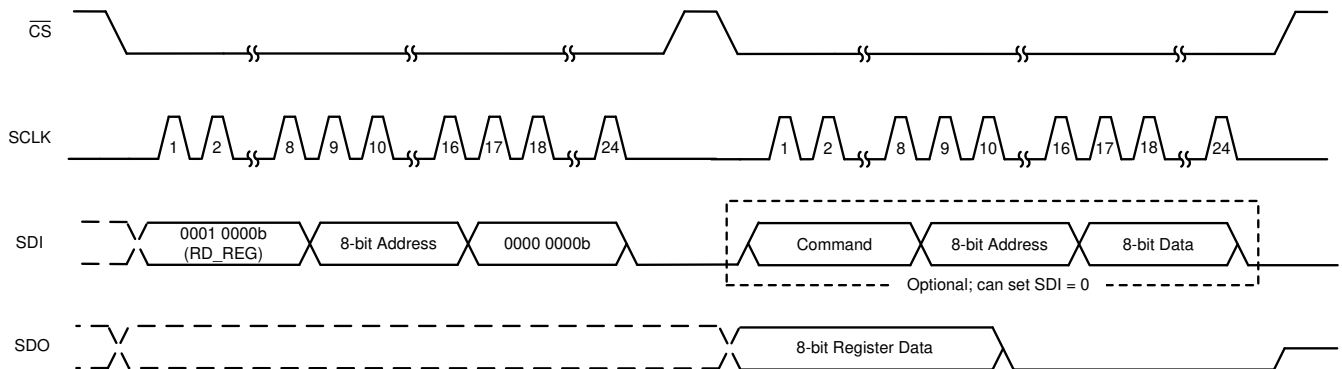 CS
SCLK
1 2 8 9 10 16 17 18 24 1 2 8 9 10 16 17 18 24
SDI
0001 0000b
(RD_REG)
8-bit Address
0000 0000b
Command
8-bit Address
8-bit Data
Optional; can set SDI = 0
SDO
8-bit Register Data